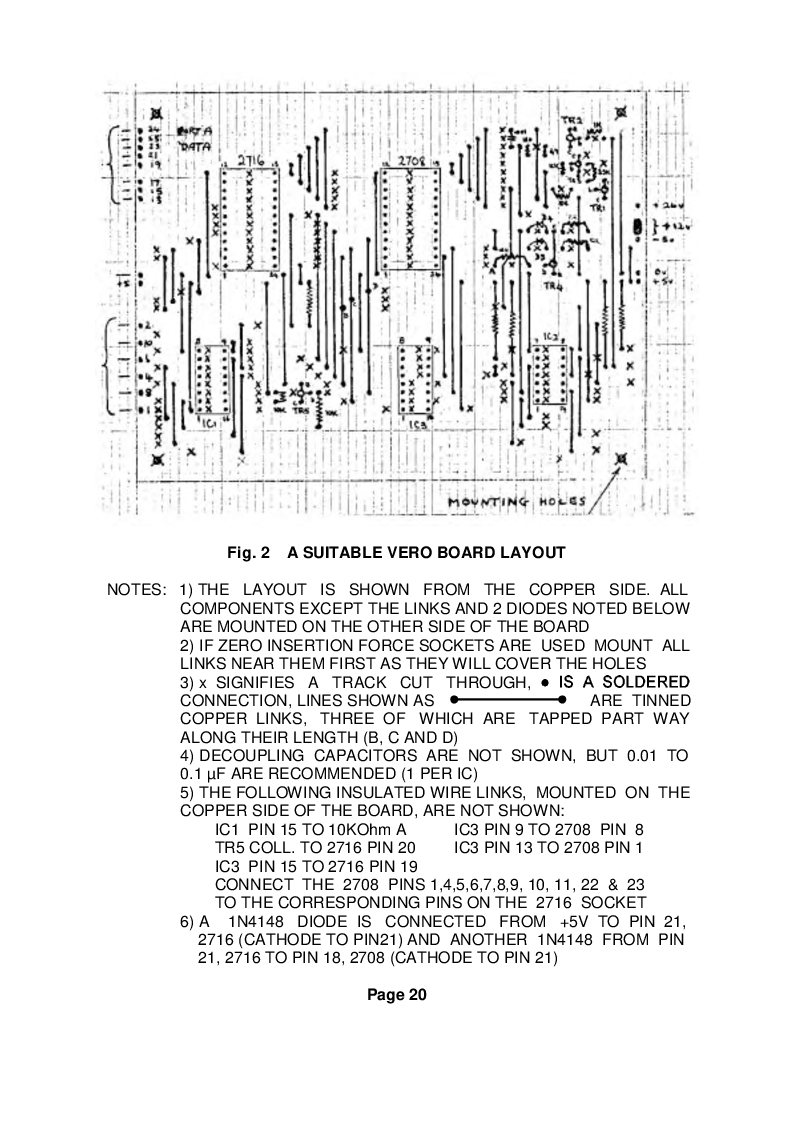 PORT A
DATA
2716
2708
TR2
TR1
TR4
TR5
+5
IC1
IC3
IC2
+ 26v
+ 12v
- 5v
0v
+ 5v
MOUNTING HOLES
Fig. 2 A SUITABLE VERO BOARD LAYOUT
NOTES: 1) THE LAYOUT IS SHOWN FROM THE COPPER SIDE. ALL
COMPONENTS EXCEPT THE LINKS AND 2 DIODES NOTED BELOW
ARE MOUNTED ON THE OTHER SIDE OF THE BOARD
2) IF ZERO INSERTION FORCE SOCKETS ARE USED MOUNT ALL
LINKS NEAR THEM FIRST AS THEY WILL COVER THE HOLES
3) x SIGNIFIES A TRACK CUT THROUGH, ● IS A SOLDERED
CONNECTION, LINES SHOWN AS ARE TINNED
COPPER LINKS, THREE OF WHICH ARE TAPPED PART WAY
ALONG THEIR LENGTH (B, C AND D)
4) DECOUPLING CAPACITORS ARE NOT SHOWN, BUT 0.01 TO
0.1 µF ARE RECOMMENDED (1 PER IC)
5) THE FOLLOWING INSULATED WIRE LINKS, MOUNTED ON THE
COPPER SIDE OF THE BOARD, ARE NOT SHOWN:
IC1 PIN 15 TO 10KOhm A IC3 PIN 9 TO 2708 PIN 8
TR5 COLL. TO 2716 PIN 20 IC3 PIN 13 TO 2708 PIN 1
IC3 PIN 15 TO 2716 PIN 19
CONNECT THE 2708 PINS 1,4,5,6,7,8,9, 10, 11, 22 & 23
TO THE CORRESPONDING PINS ON THE 2716 SOCKET
6) A 1N4148 DIODE IS CONNECTED FROM +5V TO PIN 21,
2716 (CATHODE TO PIN21) AND ANOTHER 1N4148 FROM PIN
21, 2716 TO PIN 18, 2708 (CATHODE TO PIN 21)
Page 20